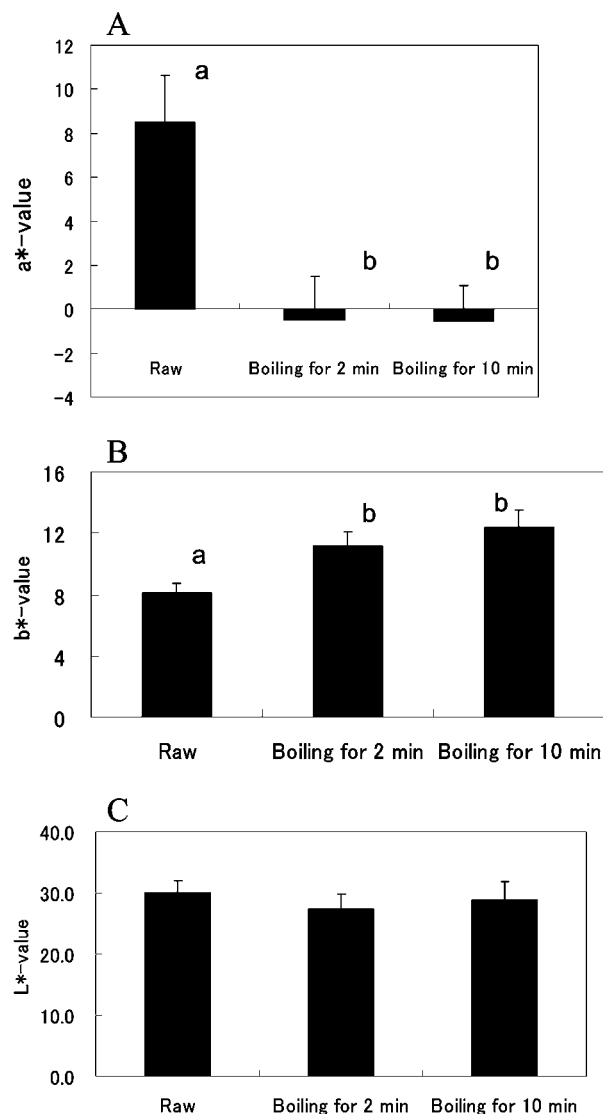 A
12
10
8
6
4
2
0
−2
−4
a*-value
a
b
b
Raw
Boiling for 2 min
Boiling for 10 min
B
16
12
8
4
0
b*-value
a
b
b
Raw
Boiling for 2 min
Boiling for 10 min
C
40.0
30.0
20.0
10.0
0.0
L*-value
Raw
Boiling for 2 min
Boiling for 10 min